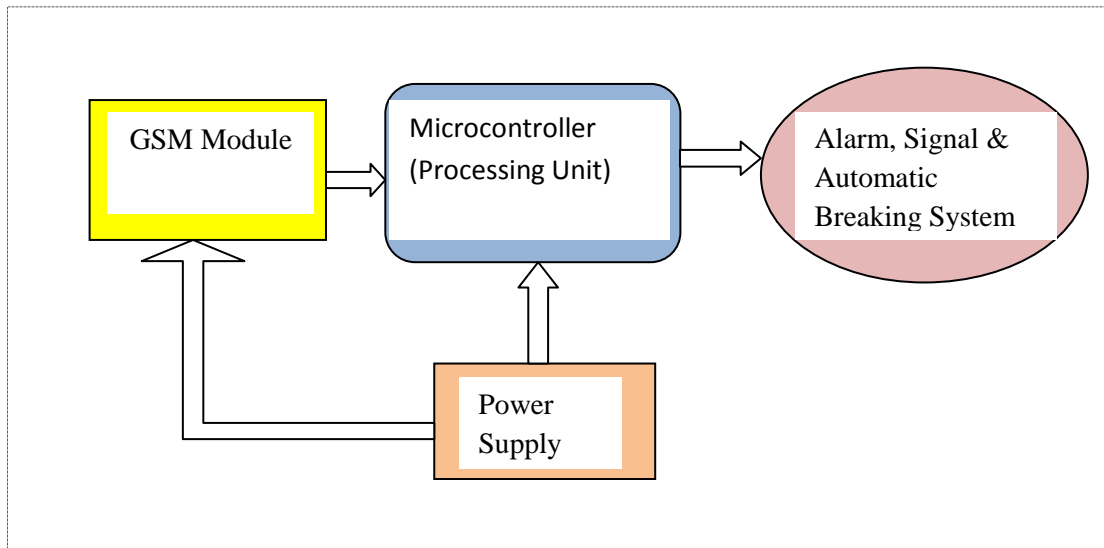 GSM Module
Microcontroller
(Processing Unit)
Alarm, Signal &
Automatic
Breaking System
Power
Supply